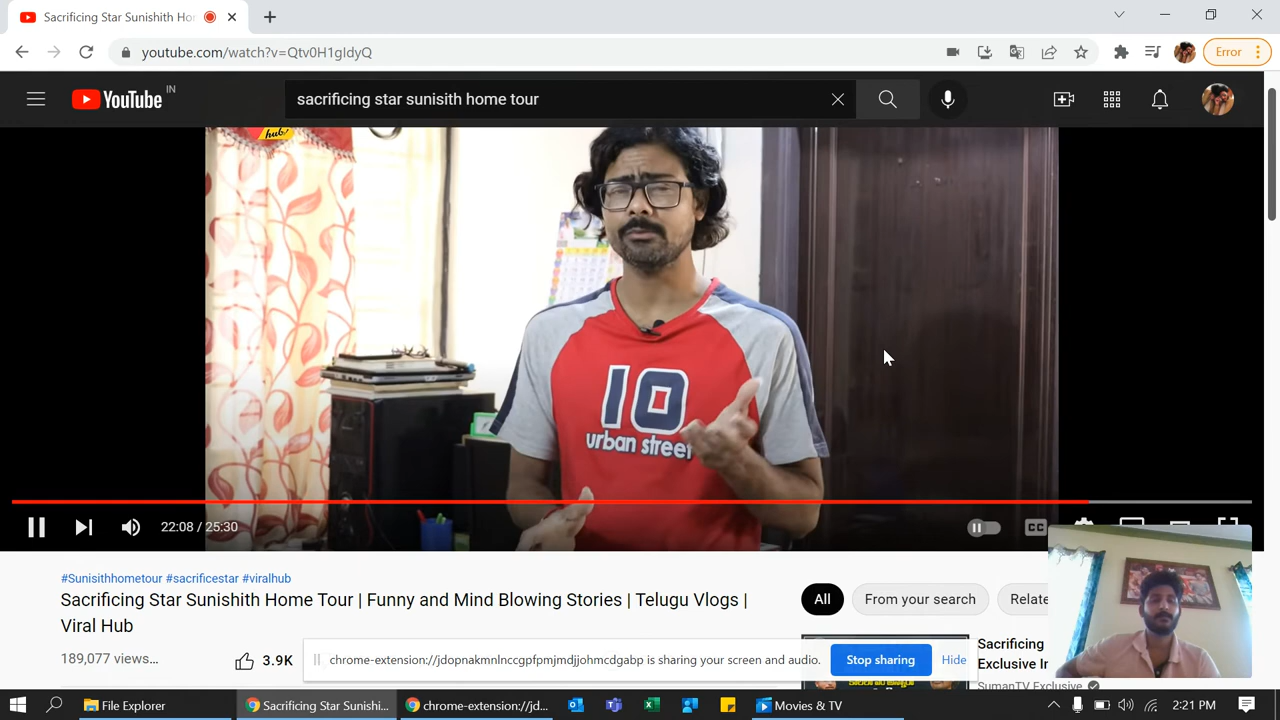 Sacrificing Star Sunishith Ho
youtube.com/watch?v=Qtv0H1gIdyQ
Error
YouTube IN
sacrificing star sunisith home tour
hub!
10
urban street
22:08 / 25:30
CC
#Sunisithhometour #sacrificestar #viralhub
Sacrificing Star Sunishith Home Tour | Funny and Mind Blowing Stories | Telugu Vlogs |
Viral Hub
189,077 views...
3.9K
All
From your search
Relate
Sacrificing
Exclusive In
SumanTV Exclusive
chrome-extension://jdopnakmnlnccgpfpmjmdjjohmcdgabp is sharing your screen and audio.
Stop sharing
Hide
File Explorer
Sacrificing Star Sunishi...
chrome-extension://jd...
Movies & TV
2:21 PM